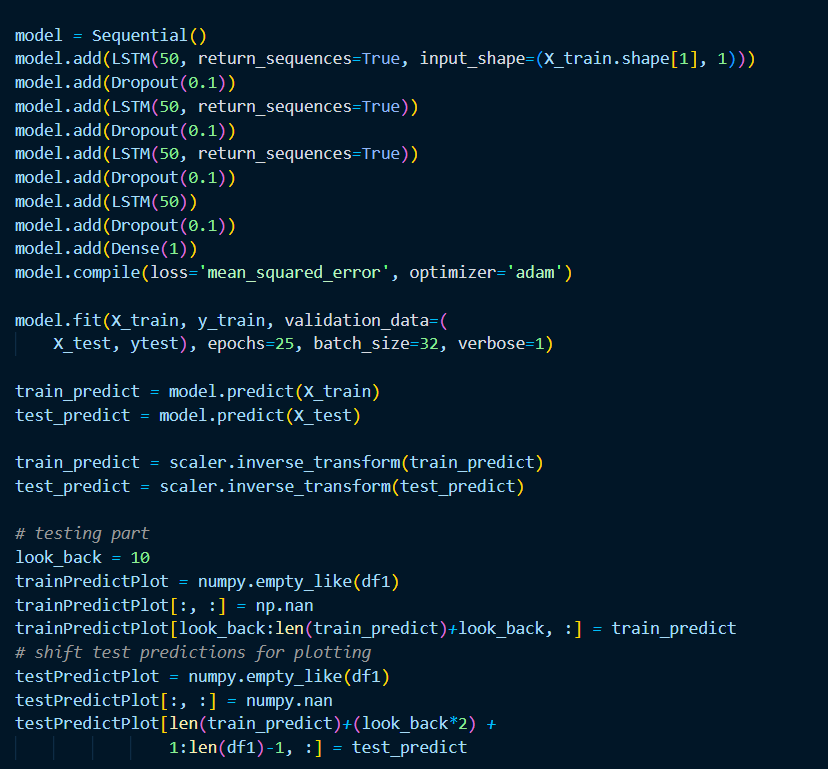 model = Sequential()
model.add(LSTM(50, return_sequences=True, input_shape=(X_train.shape[1], 1)))
model.add(Dropout(0.1))
model.add(LSTM(50, return_sequences=True))
model.add(Dropout(0.1))
model.add(LSTM(50, return_sequences=True))
model.add(Dropout(0.1))
model.add(LSTM(50))
model.add(Dropout(0.1))
model.add(Dense(1))
model.compile(loss='mean_squared_error', optimizer='adam')

model.fit(X_train, y_train, validation_data=(
    X_test, ytest), epochs=25, batch_size=32, verbose=1)

train_predict = model.predict(X_train)
test_predict = model.predict(X_test)

train_predict = scaler.inverse_transform(train_predict)
test_predict = scaler.inverse_transform(test_predict)

# testing part
look_back = 10
trainPredictPlot = numpy.empty_like(df1)
trainPredictPlot[:, :] = np.nan
trainPredictPlot[look_back:len(train_predict)+look_back, :] = train_predict
# shift test predictions for plotting
testPredictPlot = numpy.empty_like(df1)
testPredictPlot[:, :] = numpy.nan
testPredictPlot[len(train_predict)+(look_back*2) +
                1:len(df1)-1, :] = test_predict